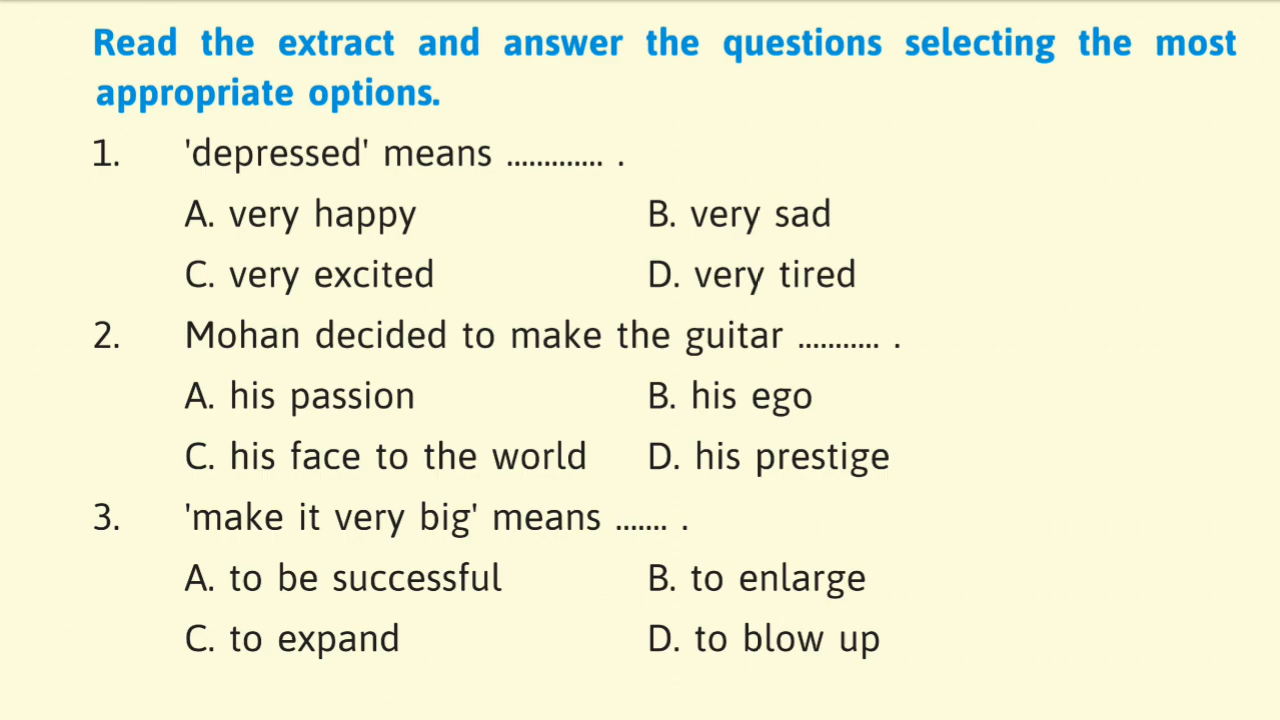 Read the extract and answer the questions selecting the most
appropriate options.
1. 'depressed' means ............. .
A. very happy B. very sad
C. very excited D. very tired
2. Mohan decided to make the guitar ........... .
A. his passion B. his ego
C. his face to the world D. his prestige
3. 'make it very big' means ....... .
A. to be successful B. to enlarge
C. to expand D. to blow up